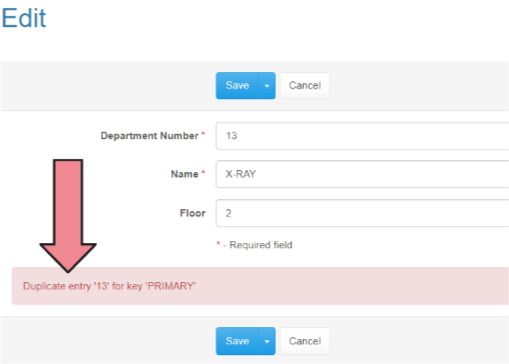 Edit
Save Cancel
Department Number * 13
Name * X-RAY
Floor 2
* - Required field
Duplicate entry '13' for key 'PRIMARY'
Save Cancel